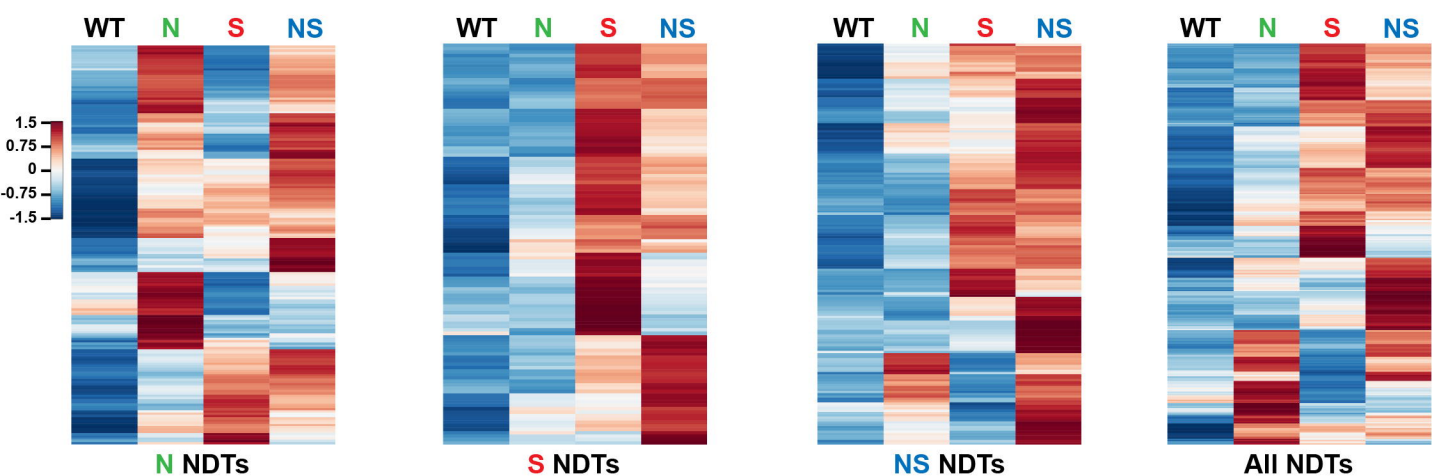 WT N S NS
WT N S NS
WT N S NS
WT N S NS
1.5
0.75
0
-0.75
-1.5
N NDTs
S NDTs
NS NDTs
All NDTs